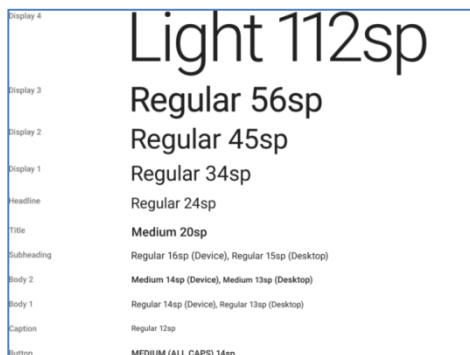 Display 4 Light 112sp
Display 3 Regular 56sp
Display 2 Regular 45sp
Display 1 Regular 34sp
Headline Regular 24sp
Title Medium 20sp
Subheading Regular 16sp (Device), Regular 15sp (Desktop)
Body 2 Medium 14sp (Device), Medium 13sp (Desktop)
Body 1 Regular 14sp (Device), Regular 13sp (Desktop)
Caption Regular 12sp
Button MEDIUM (ALL CAPS) 14sp